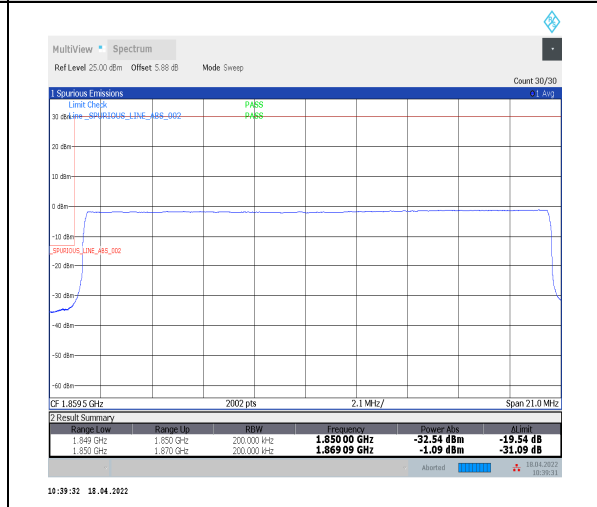 MultiView Spectrum
Ref Level 25.00 dBm Offset 5.88 dB Mode Sweep
Count 30/30
1 Spurious Emissions 1 Avg
Limit Check PASS
Line _SPURIOUS_LINE_ABS_002 PASS
30 dBm
20 dBm
10 dBm
0 dBm
-10 dBm
_SPURIOUS_LINE_ABS_002
-20 dBm
-30 dBm
-40 dBm
-50 dBm
-60 dBm
CF 1.8595 GHz 2002 pts 2.1 MHz/ Span 21.0 MHz
2 Result Summary
Range Low Range Up RBW Frequency Power Abs ΔLimit
1.849 GHz 1.850 GHz 200.000 kHz 1.85000 GHz -32.54 dBm -19.54 dB
1.850 GHz 1.870 GHz 200.000 kHz 1.86909 GHz -1.09 dBm -31.09 dB
Aborted 18.04.2022
10:39:31
10:39:32 18.04.2022